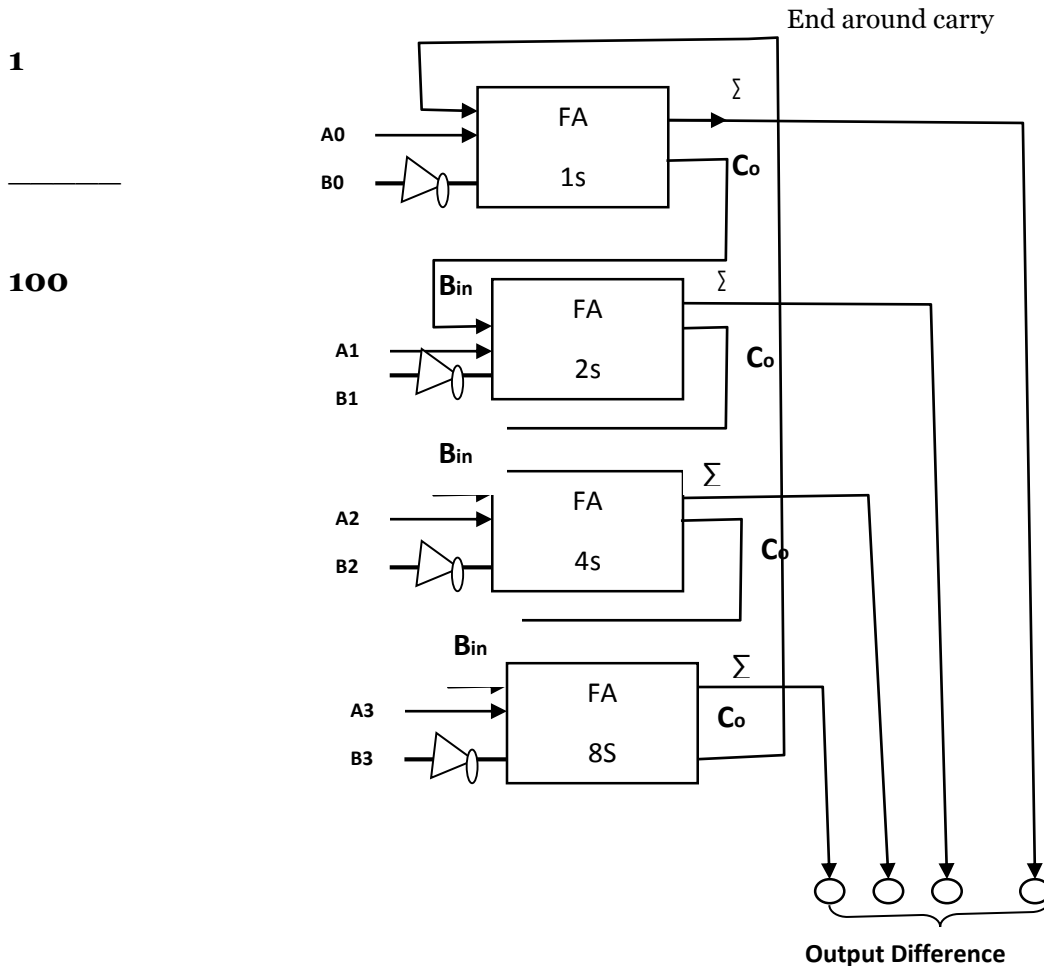 End around carry
1
∑
FA
A0
Co
1s
B0
100
Bin
∑
FA
A1
Co
2s
B1
Bin
∑
FA
A2
Co
4s
B2
Bin
∑
FA
A3
Co
8S
B3
Output Difference